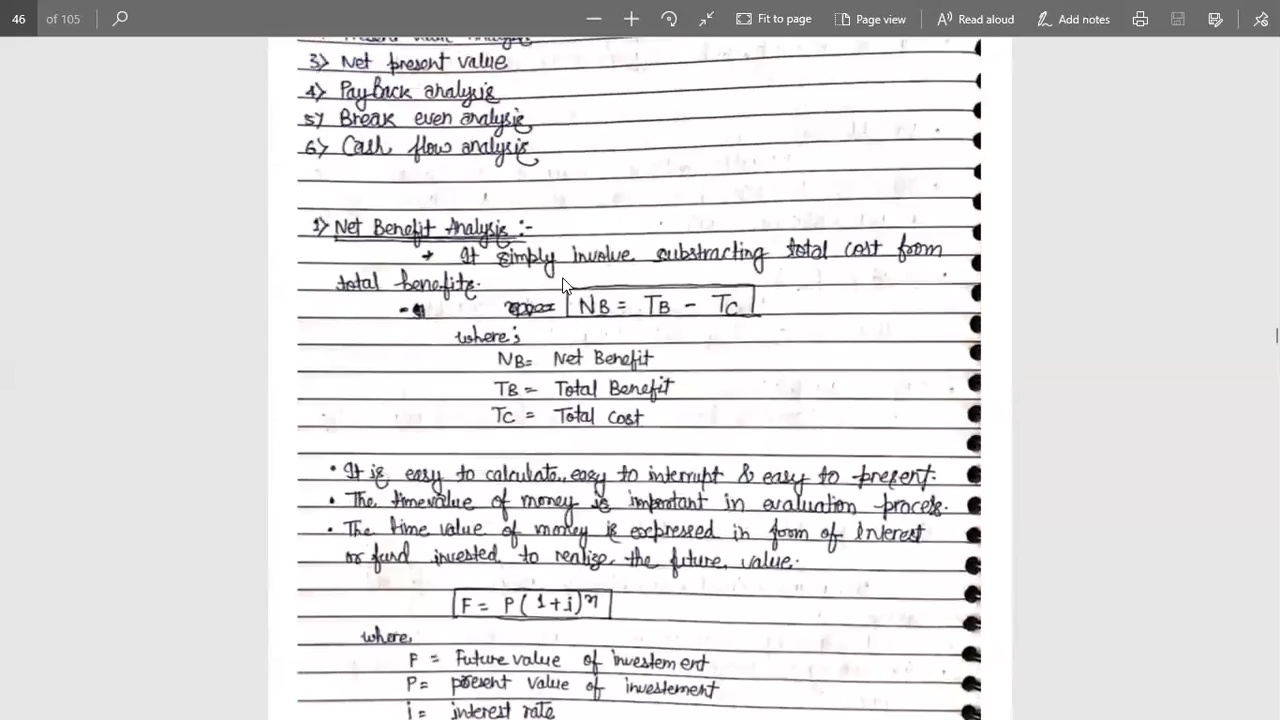 46 of 105 Fit to page Page view Read aloud Add notes
Present value Analysis
3) Net present value
4) PayBack analysis
5) Break even analysis
6) Cash flow analysis
1) Net Benefit Analysis :-
→ It simply involve substracting total cost from
total benefits.
NB = TB - TC
where;
NB = Net Benefit
TB = Total Benefit
TC = Total Cost
• It is easy to calculate, easy to interrupt & easy to present.
• The timevalue of money is important in evaluation process.
• The time value of money is expressed in form of interest
or fund invested to realize the future value.
F = P(1+i)ⁿ
where,
F = Future value of investement
P = present value of investement
i = interest rate